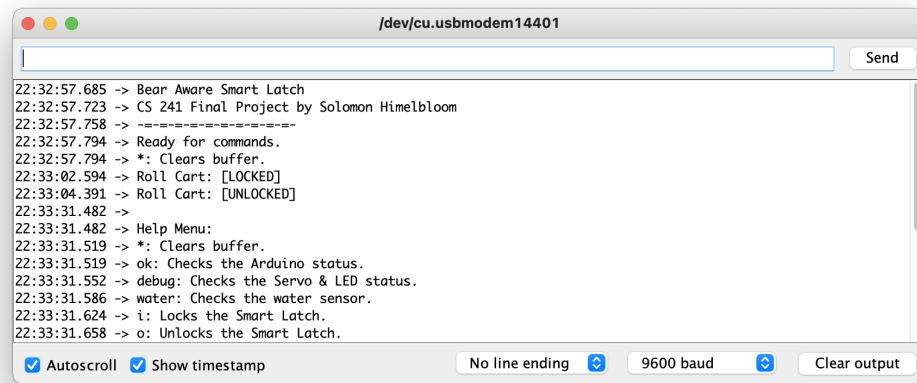 /dev/cu.usbmodem14401
Send
22:32:57.685 -> Bear Aware Smart Latch
22:32:57.723 -> CS 241 Final Project by Solomon Himelbloom
22:32:57.758 -> -=-=-=-=-=-=-=-=-=-=-
22:32:57.794 -> Ready for commands.
22:32:57.794 -> *: Clears buffer.
22:33:02.594 -> Roll Cart: [LOCKED]
22:33:04.391 -> Roll Cart: [UNLOCKED]
22:33:31.482 ->
22:33:31.482 -> Help Menu:
22:33:31.519 -> *: Clears buffer.
22:33:31.519 -> ok: Checks the Arduino status.
22:33:31.552 -> debug: Checks the Servo & LED status.
22:33:31.586 -> water: Checks the water sensor.
22:33:31.624 -> i: Locks the Smart Latch.
22:33:31.658 -> o: Unlocks the Smart Latch.
Autoscroll Show timestamp No line ending 9600 baud Clear output